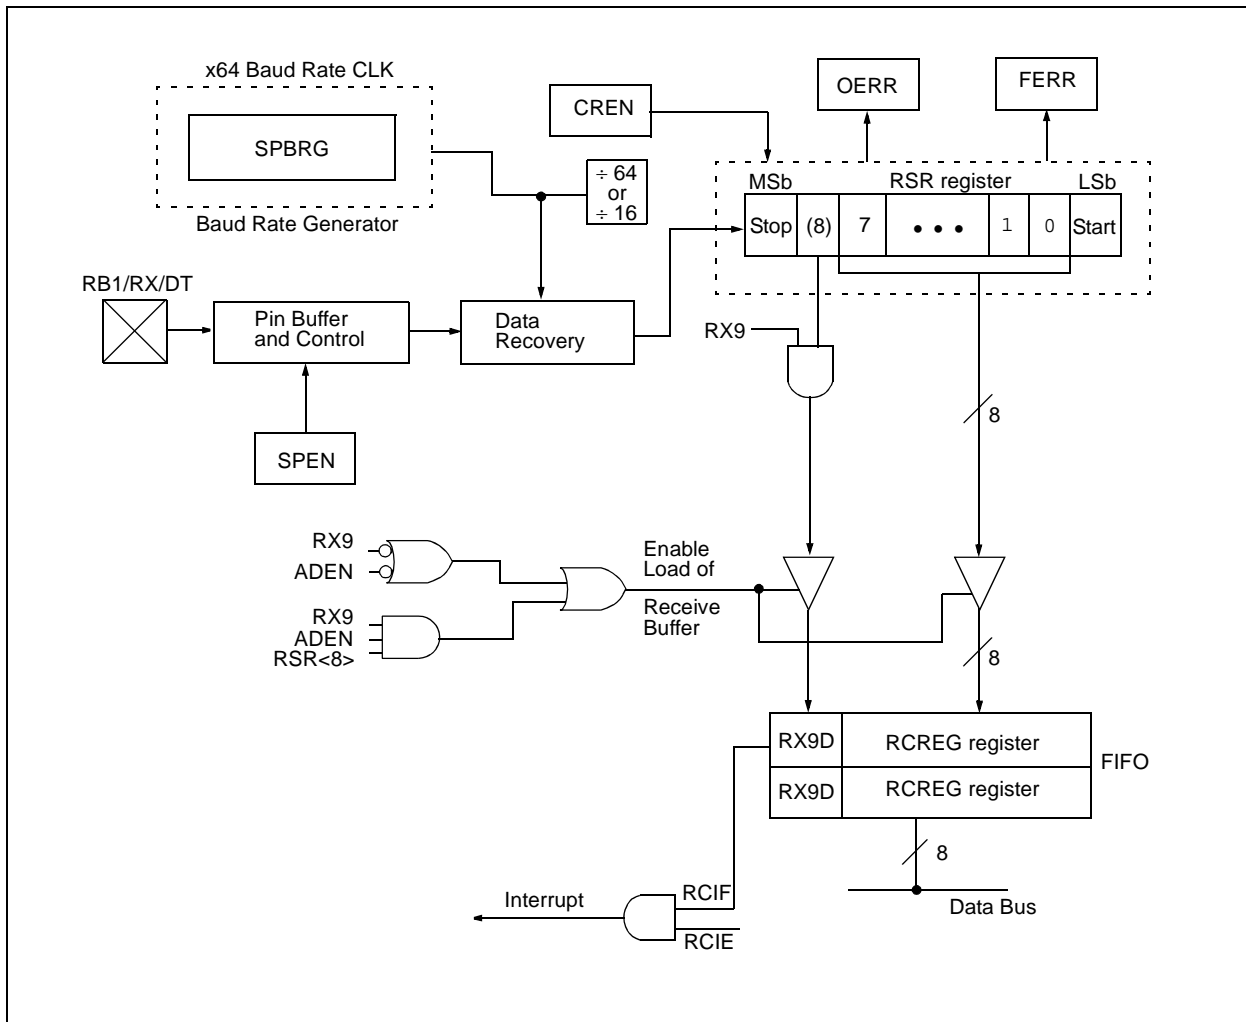 x64 Baud Rate CLK
SPBRG
Baud Rate Generator
CREN
OERR
FERR
÷ 64
or
÷ 16
MSb
RSR register
LSb
Stop
(8)
7
• • •
1
0
Start
RB1/RX/DT
Pin Buffer
and Control
Data
Recovery
RX9
8
SPEN
RX9
ADEN
Enable
Load of
Receive
Buffer
RX9
ADEN
RSR<8>
8
RX9D
RCREG register
FIFO
RX9D
RCREG register
8
Interrupt
RCIF
RCIE
Data Bus